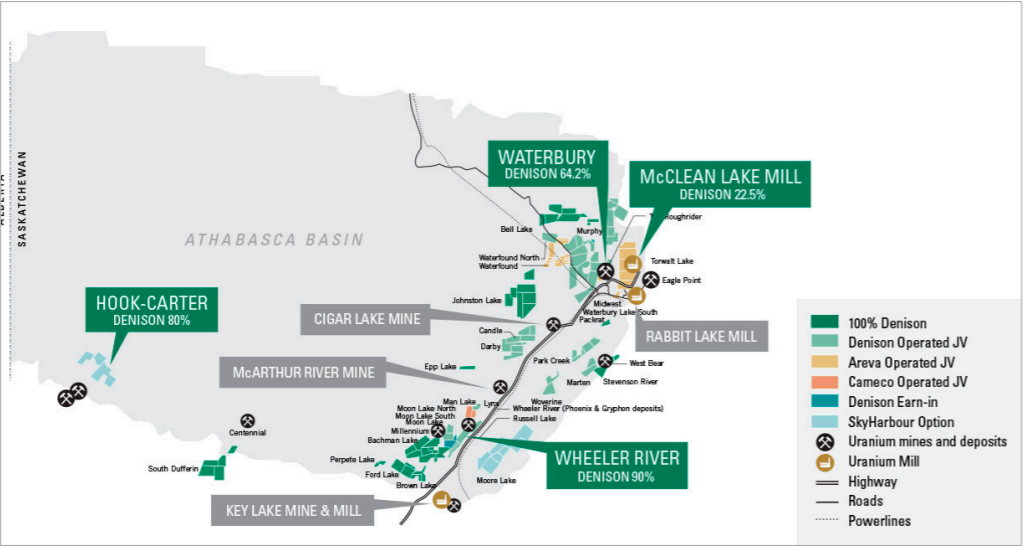 ALBERTA
SASKATCHEWAN
ATHABASCA BASIN
WATERBURY
DENISON 64.2%
McCLEAN LAKE MILL
DENISON 22.5%
Roughrider
Bell Lake
Murphy
Waterfound North
Waterfound
Torwalt Lake
Eagle Point
HOOK-CARTER
DENISON 80%
Johnston Lake
Midwest
Waterbury Lake South
Packrat
CIGAR LAKE MINE
RABBIT LAKE MILL
Candle
Darby
McARTHUR RIVER MINE
Epp Lake
Park Creek
West Bear
Marten
Stevenson River
Wolverine
Man Lake
Lynx
Moon Lake North
Wheeler River (Phoenix & Gryphon deposits)
Moon Lake South
Moon Lake
Russell Lake
Millennium
Bachman Lake
Centennial
WHEELER RIVER
DENISON 90%
Perpete Lake
South Dufferin
Ford Lake
Brown Lake
Moore Lake
KEY LAKE MINE & MILL
100% Denison
Denison Operated JV
Areva Operated JV
Cameco Operated JV
Denison Earn-in
SkyHarbour Option
Uranium mines and deposits
Uranium Mill
Highway
Roads
Powerlines